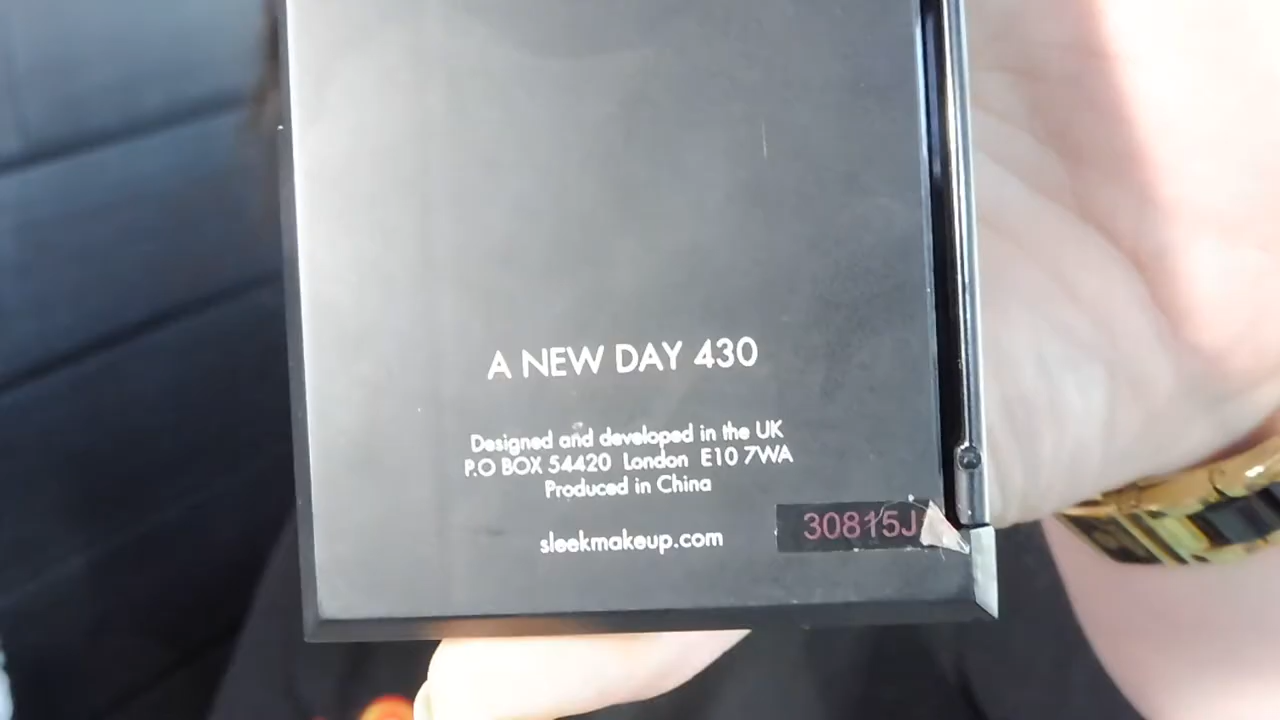 A NEW DAY 430
Designed and developed in the UK
P.O BOX 54420 London E10 7WA
Produced in China
sleekmakeup.com
30815J